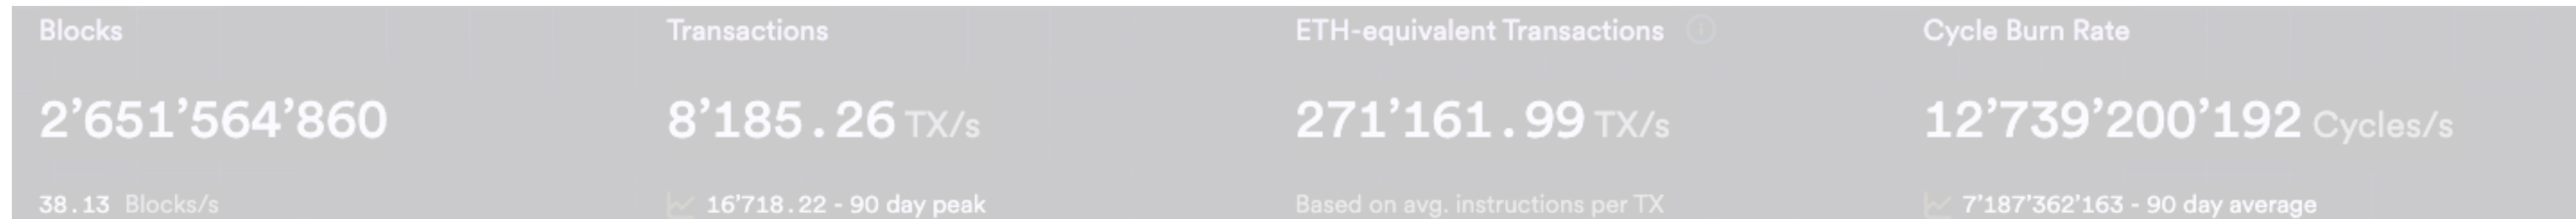 Blocks
2’651’564’860
38.13 Blocks/s
Transactions
8’185.26 TX/s
16’718.22 - 90 day peak
ETH-equivalent Transactions
271’161.99 TX/s
Based on avg. instructions per TX
Cycle Burn Rate
12’739’200’192 Cycles/s
7’187’362’163 - 90 day average